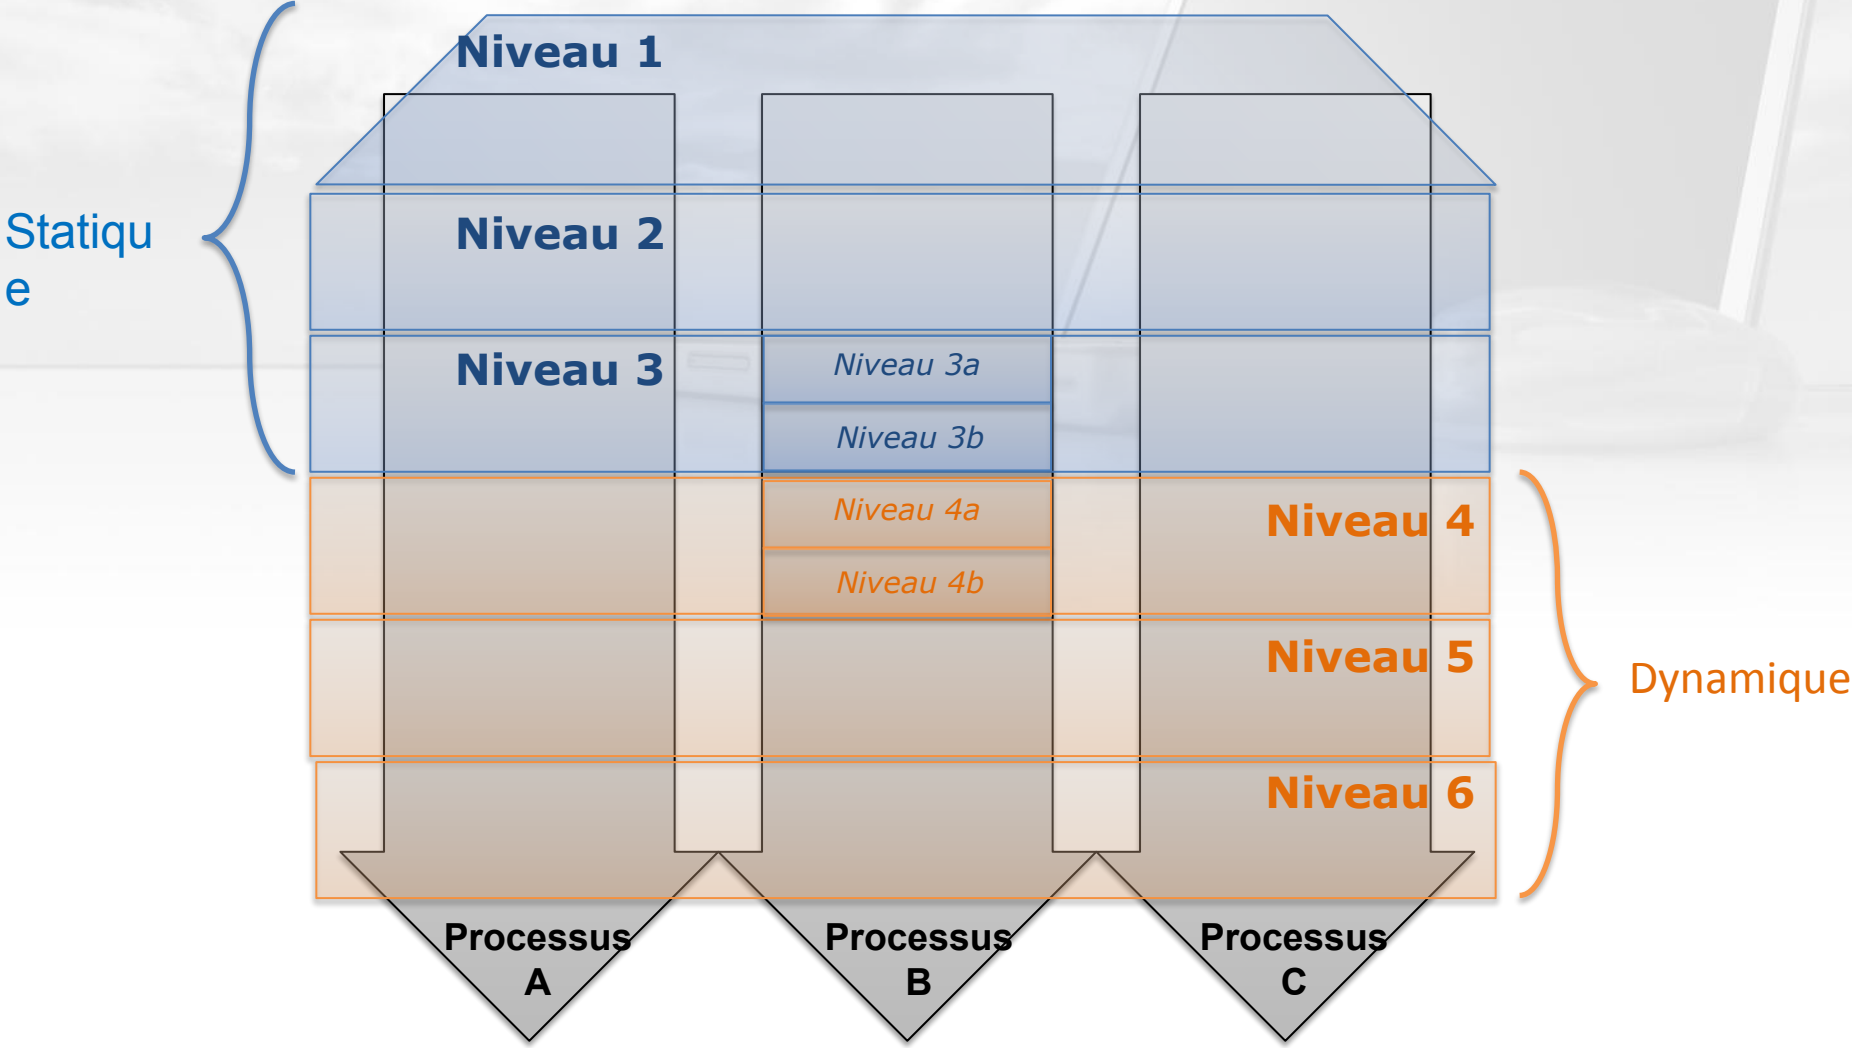 Niveau 1
Statiqu
e
Niveau 2
Niveau 3
Niveau 3a
Niveau 3b
Niveau 4a
Niveau 4b
Niveau 4
Niveau 5
Niveau 6
Dynamique
Processus
A
Processus
B
Processus
C